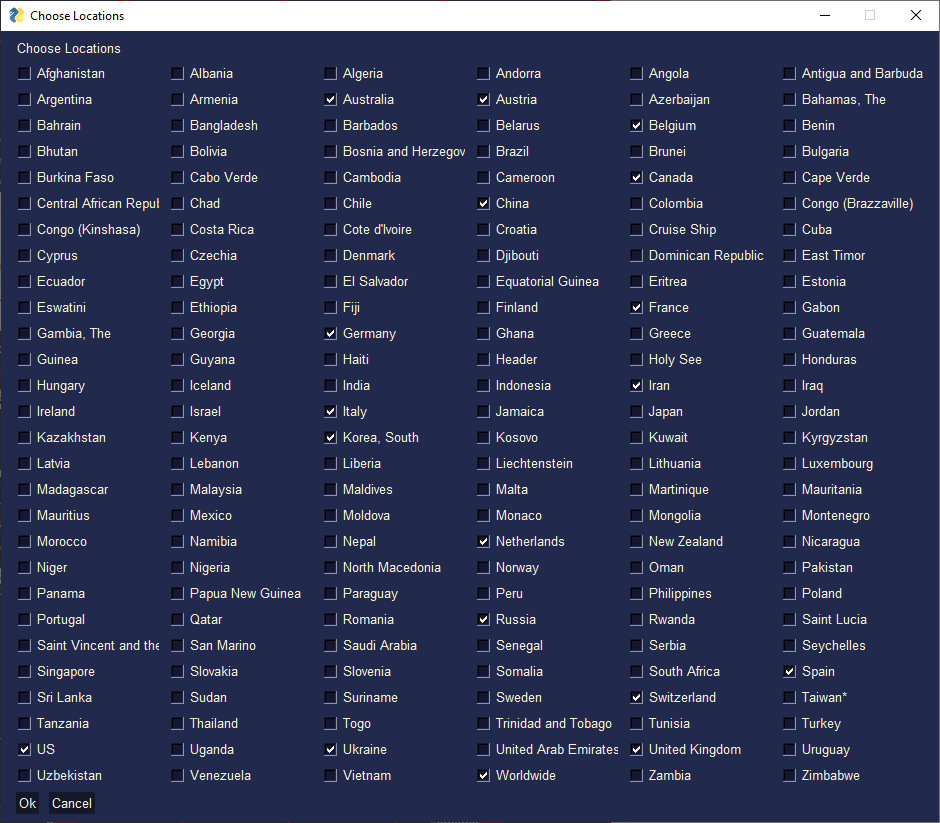 Choose Locations
Choose Locations
Afghanistan Albania Algeria Andorra Angola Antigua and Barbuda
Argentina Armenia Australia Austria Azerbaijan Bahamas, The
Bahrain Bangladesh Barbados Belarus Belgium Benin
Bhutan Bolivia Bosnia and Herzegov Brazil Brunei Bulgaria
Burkina Faso Cabo Verde Cambodia Cameroon Canada Cape Verde
Central African Repub Chad Chile China Colombia Congo (Brazzaville)
Congo (Kinshasa) Costa Rica Cote d'Ivoire Croatia Cruise Ship Cuba
Cyprus Czechia Denmark Djibouti Dominican Republic East Timor
Ecuador Egypt El Salvador Equatorial Guinea Eritrea Estonia
Eswatini Ethiopia Fiji Finland France Gabon
Gambia, The Georgia Germany Ghana Greece Guatemala
Guinea Guyana Haiti Header Holy See Honduras
Hungary Iceland India Indonesia Iran Iraq
Ireland Israel Italy Jamaica Japan Jordan
Kazakhstan Kenya Korea, South Kosovo Kuwait Kyrgyzstan
Latvia Lebanon Liberia Liechtenstein Lithuania Luxembourg
Madagascar Malaysia Maldives Malta Martinique Mauritania
Mauritius Mexico Moldova Monaco Mongolia Montenegro
Morocco Namibia Nepal Netherlands New Zealand Nicaragua
Niger Nigeria North Macedonia Norway Oman Pakistan
Panama Papua New Guinea Paraguay Peru Philippines Poland
Portugal Qatar Romania Russia Rwanda Saint Lucia
Saint Vincent and the San Marino Saudi Arabia Senegal Serbia Seychelles
Singapore Slovakia Slovenia Somalia South Africa Spain
Sri Lanka Sudan Suriname Sweden Switzerland Taiwan*
Tanzania Thailand Togo Trinidad and Tobago Tunisia Turkey
US Uganda Ukraine United Arab Emirates United Kingdom Uruguay
Uzbekistan Venezuela Vietnam Worldwide Zambia Zimbabwe
Ok Cancel